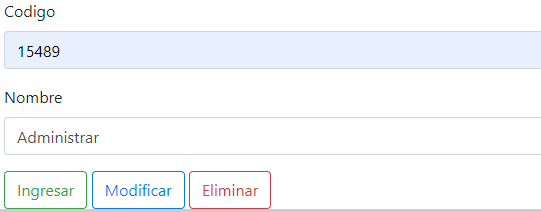 Codigo
15489
Nombre
Administrar
Ingresar Modificar Eliminar